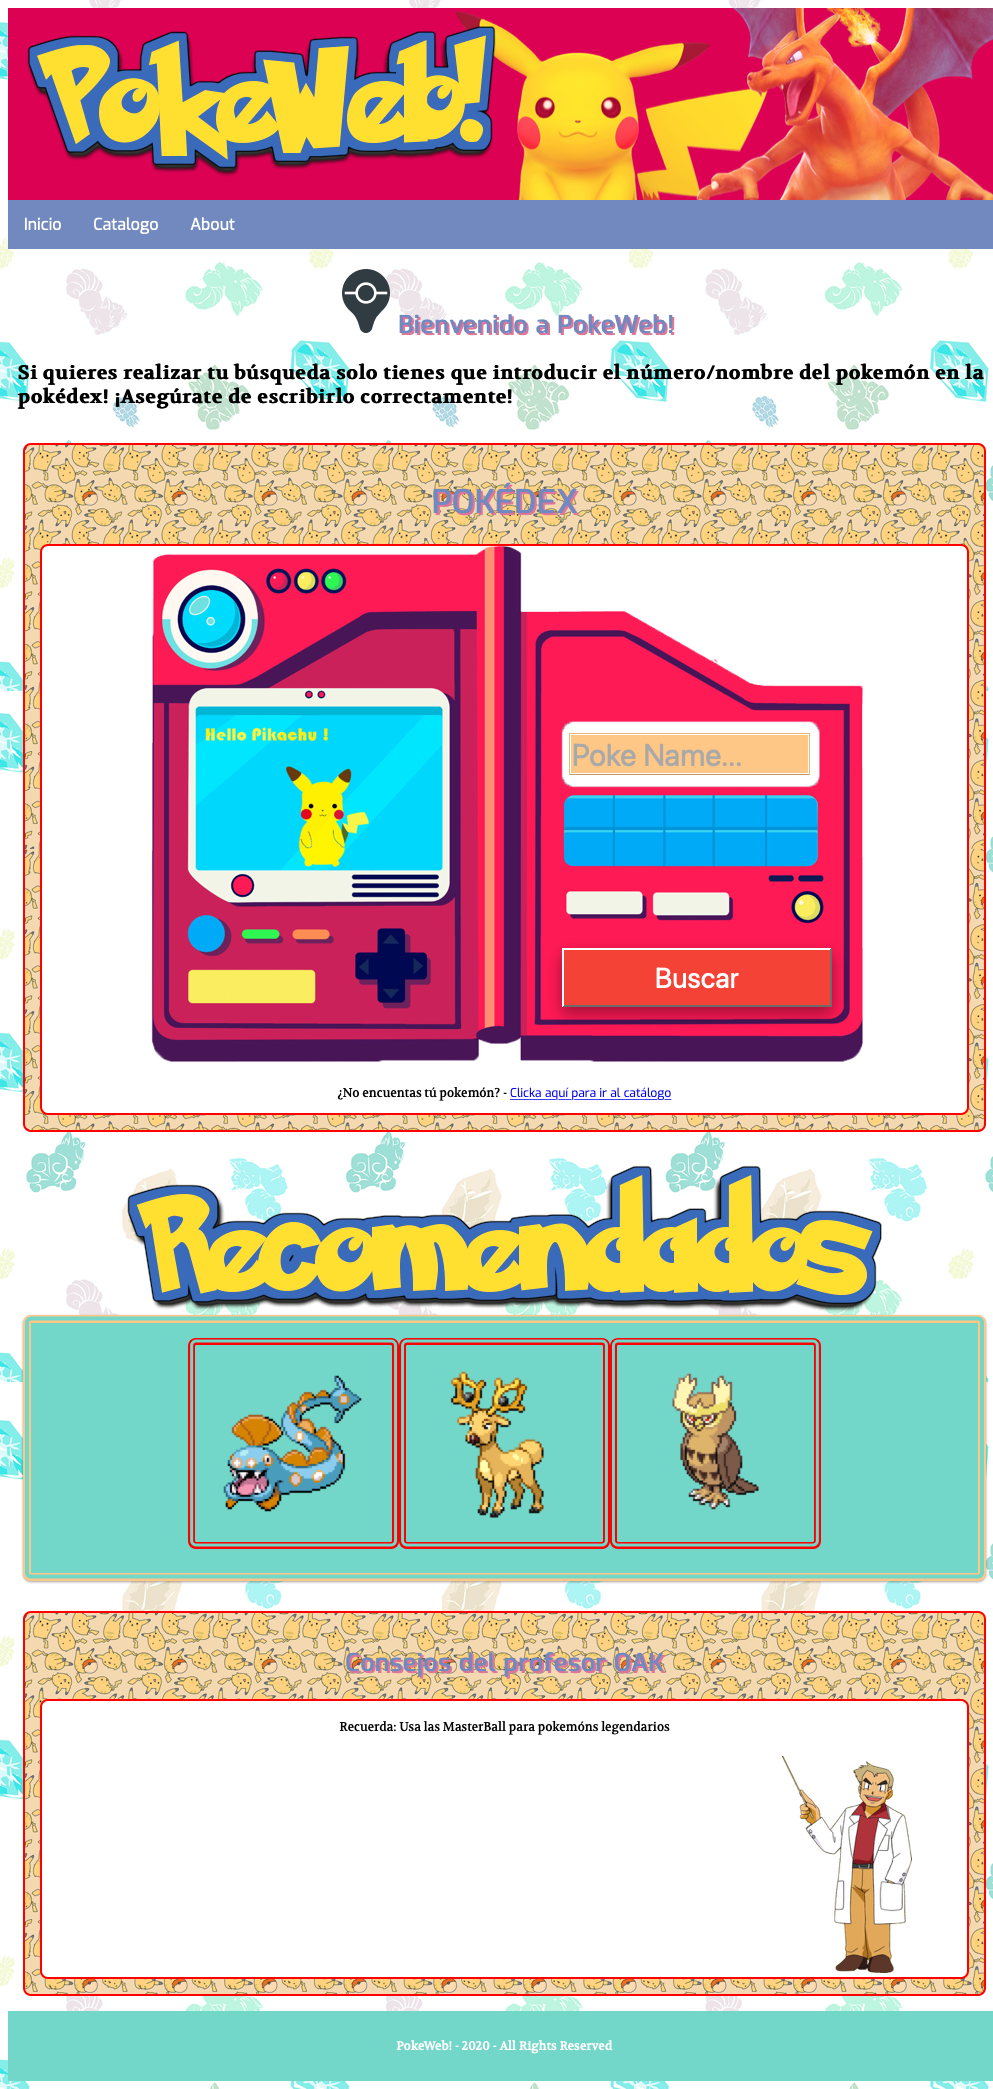 PokeWeb!
Inicio Catalogo About
Bienvenido a PokeWeb!
Si quieres realizar tu búsqueda solo tienes que introducir el número/nombre del pokemón en la
pokédex! ¡Asegúrate de escribirlo correctamente!
POKÉDEX
Hello Pikachu !
Poke Name...
Buscar
¿No encuentas tú pokemón? - Clicka aquí para ir al catálogo
Recomendados
Consejos del profesor OAK
Recuerda: Usa las MasterBall para pokemóns legendarios
PokeWeb! - 2020 - All Rights Reserved